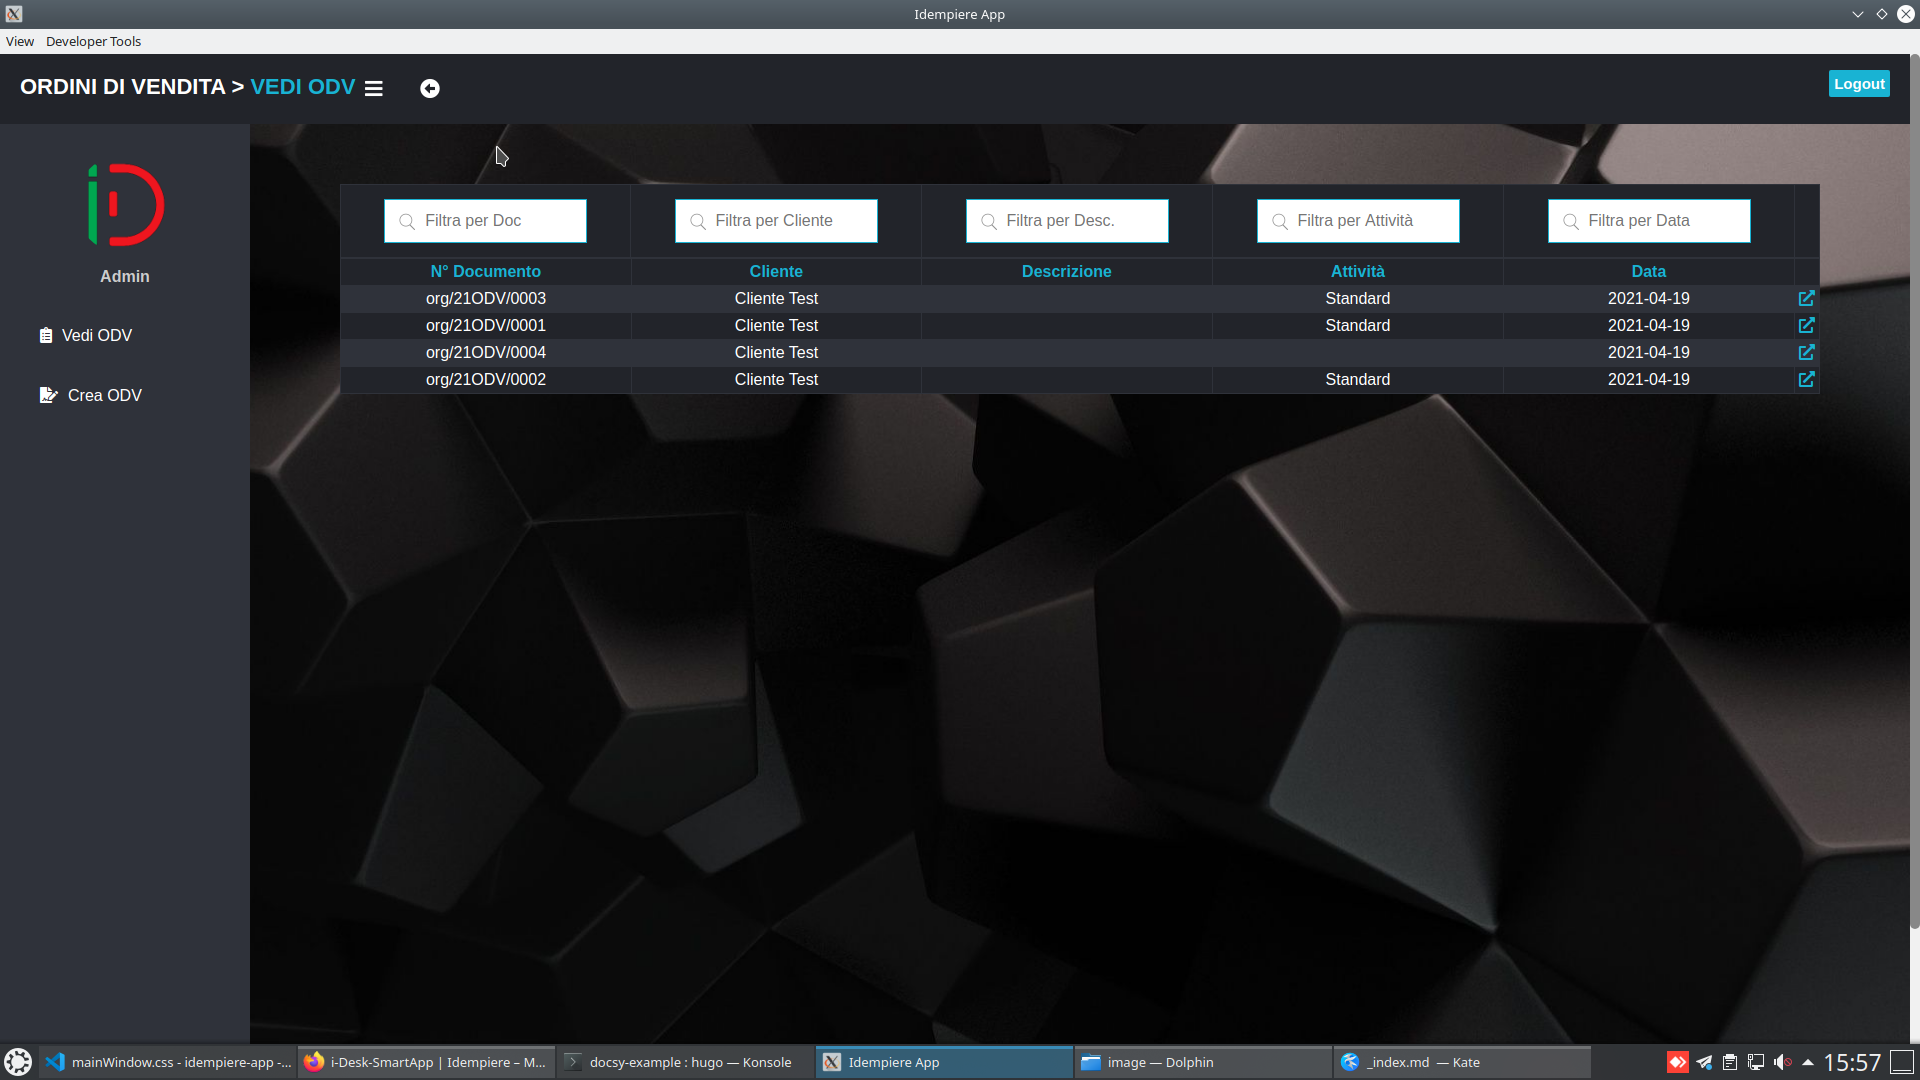 Idempiere App
View Developer Tools
ORDINI DI VENDITA > VEDI ODV
Logout
Admin
Vedi ODV
Crea ODV
Filtra per Doc Filtra per Cliente Filtra per Desc. Filtra per Attività Filtra per Data
N° Documento Cliente Descrizione Attività Data
org/21ODV/0003 Cliente Test Standard 2021-04-19
org/21ODV/0001 Cliente Test Standard 2021-04-19
org/21ODV/0004 Cliente Test 2021-04-19
org/21ODV/0002 Cliente Test Standard 2021-04-19
mainWindow.css - idempiere-app -... i-Desk-SmartApp | Idempiere – M... docsy-example : hugo — Konsole Idempiere App image — Dolphin _index.md — Kate 15:57